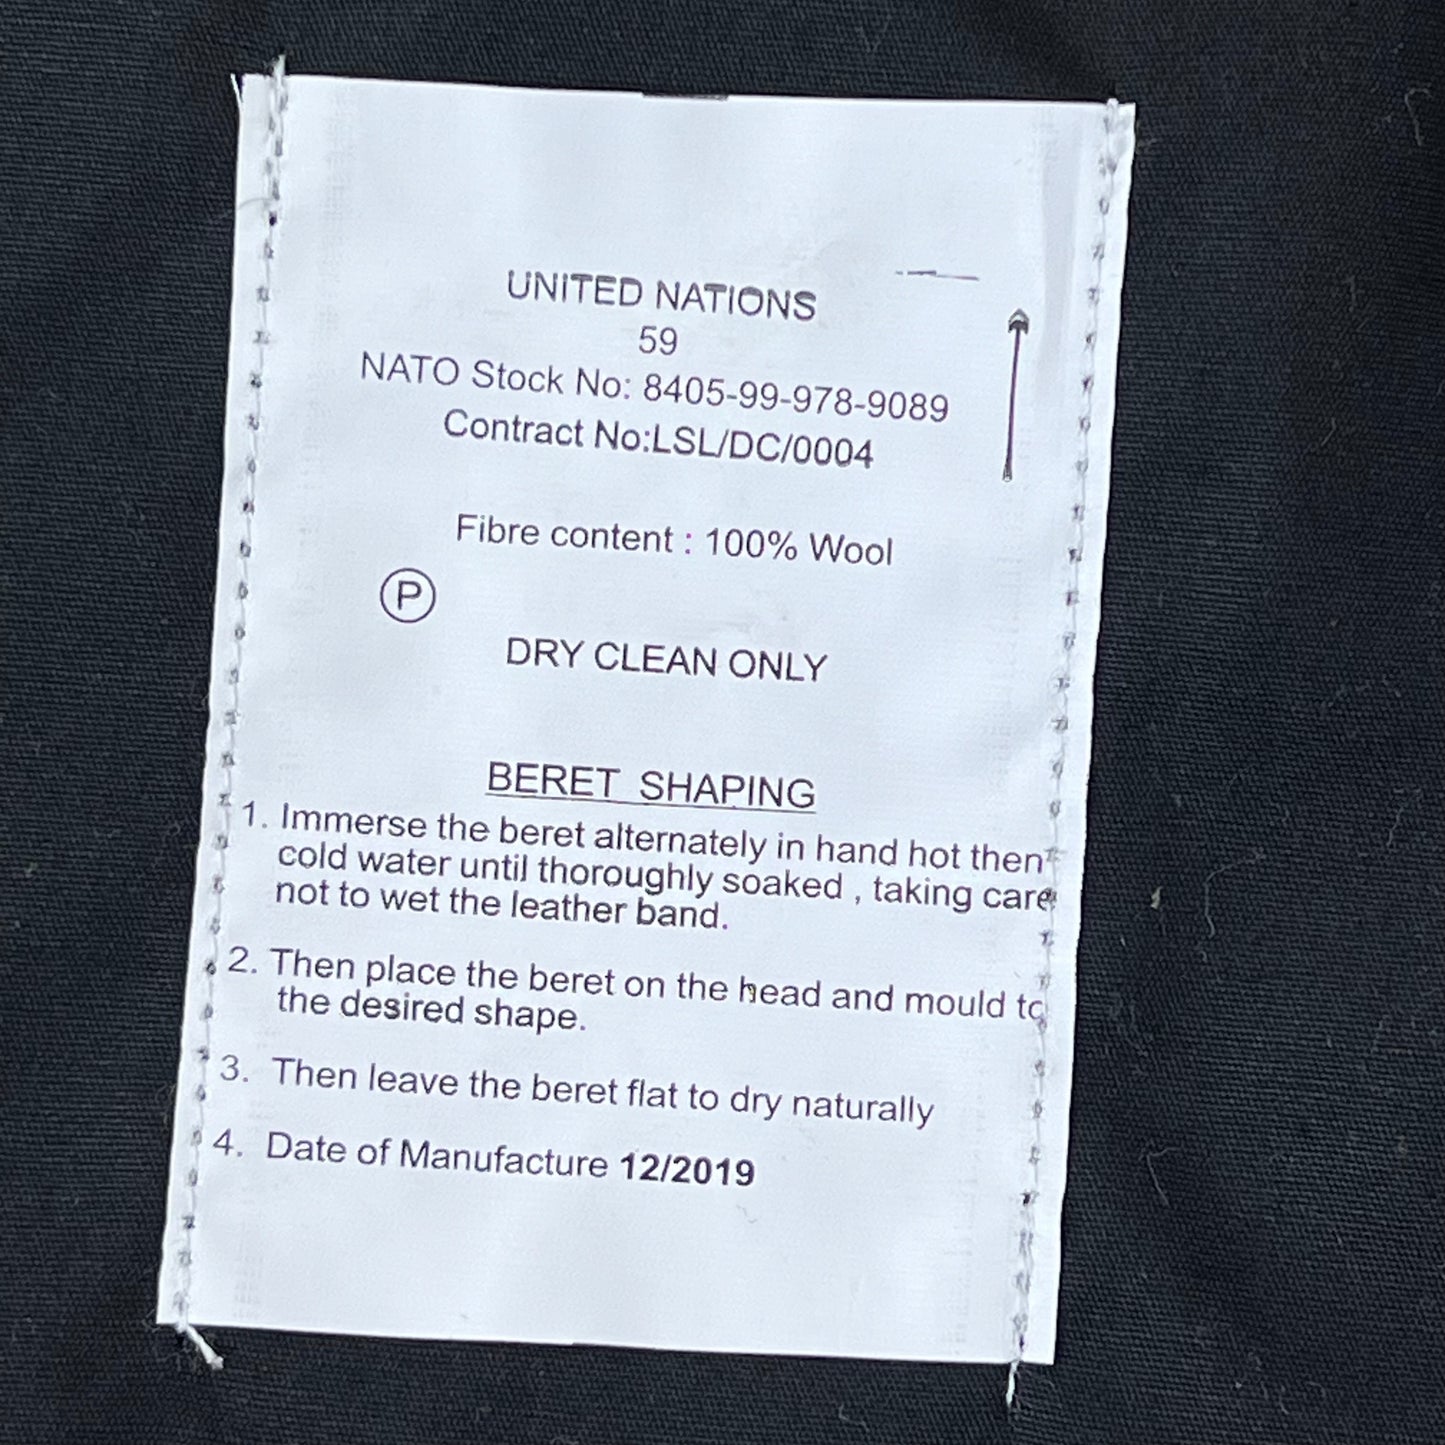 UNITED NATIONS
59
NATO Stock No: 8405-99-978-9089
Contract No:LSL/DC/0004
Fibre content : 100% Wool
P
DRY CLEAN ONLY
BERET SHAPING
1. Immerse the beret alternately in hand hot then
cold water until thoroughly soaked , taking care
not to wet the leather band.
2. Then place the beret on the head and mould to
the desired shape.
3. Then leave the beret flat to dry naturally
4. Date of Manufacture 12/2019